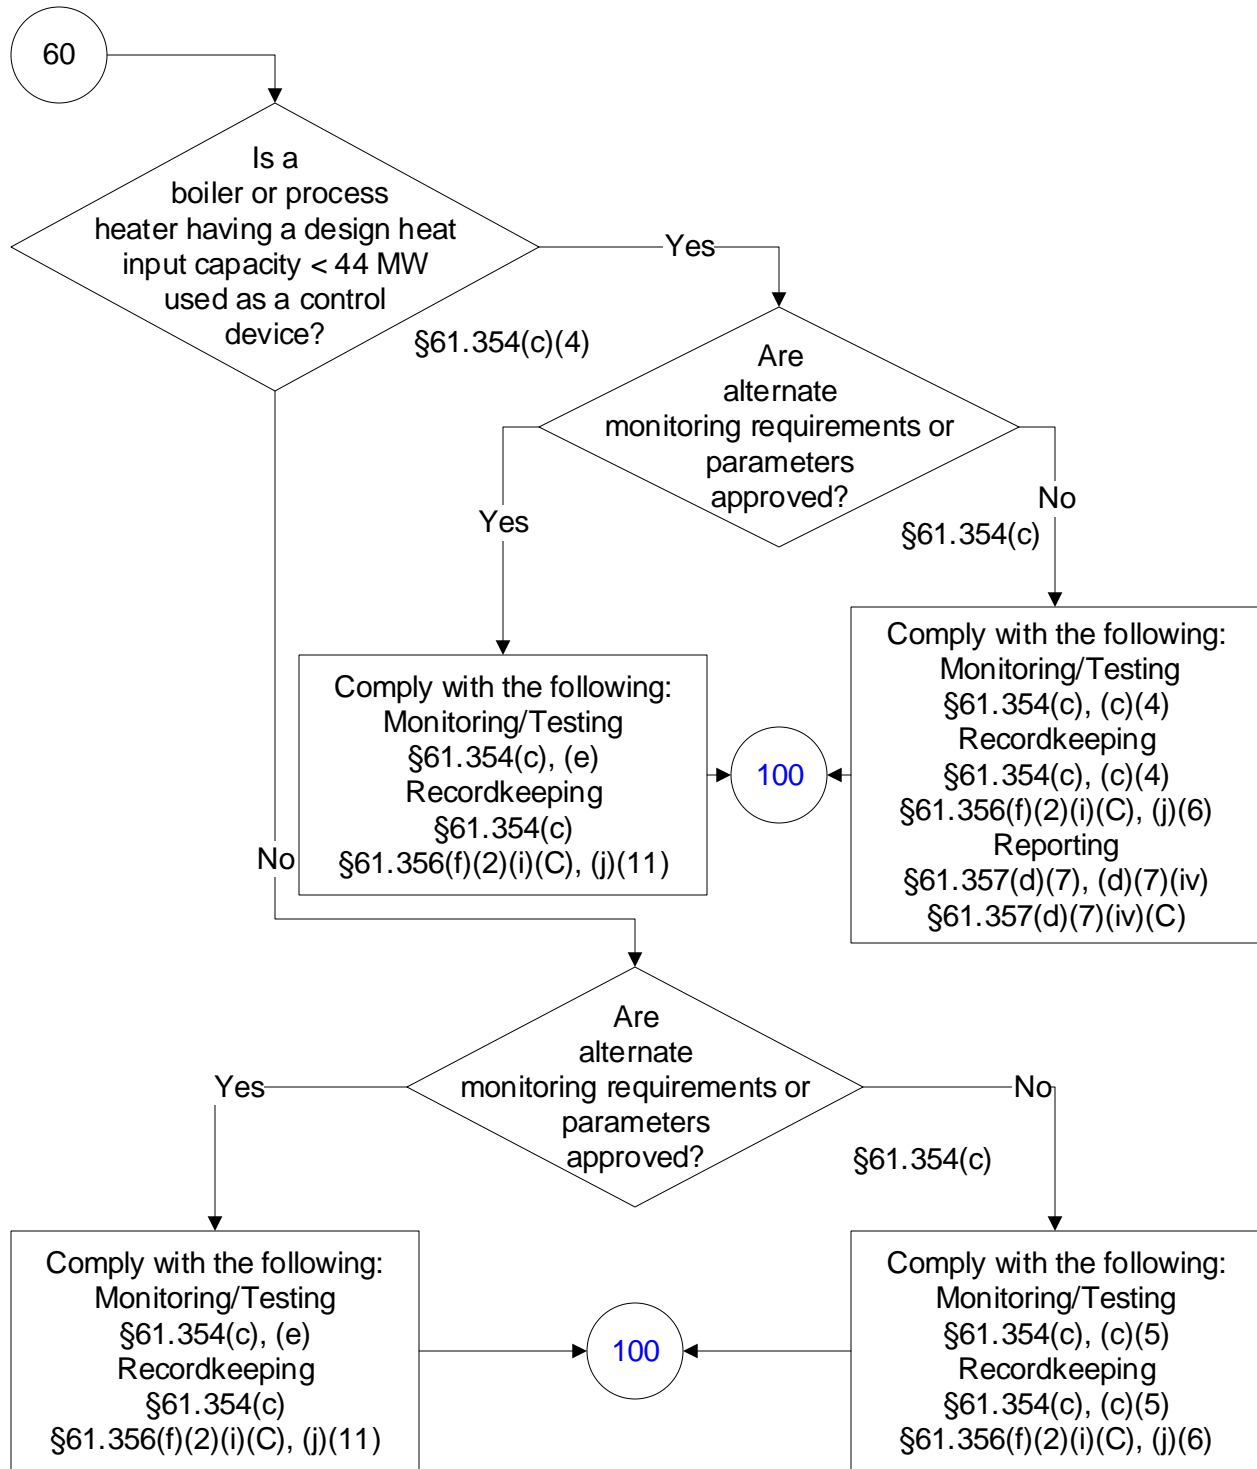 60
Is a
boiler or process
heater having a design heat
input capacity < 44 MW
used as a control
device?
Yes
§61.354(c)(4)
Are
alternate
monitoring requirements or
parameters
approved?
Yes
No
§61.354(c)
Comply with the following:
Monitoring/Testing
§61.354(c), (e)
Recordkeeping
§61.354(c)
§61.356(f)(2)(i)(C), (j)(11)
100
Comply with the following:
Monitoring/Testing
§61.354(c), (c)(4)
Recordkeeping
§61.354(c), (c)(4)
§61.356(f)(2)(i)(C), (j)(6)
Reporting
§61.357(d)(7), (d)(7)(iv)
§61.357(d)(7)(iv)(C)
No
Are
alternate
monitoring requirements or
parameters
approved?
Yes
No
§61.354(c)
Comply with the following:
Monitoring/Testing
§61.354(c), (e)
Recordkeeping
§61.354(c)
§61.356(f)(2)(i)(C), (j)(11)
100
Comply with the following:
Monitoring/Testing
§61.354(c), (c)(5)
Recordkeeping
§61.354(c), (c)(5)
§61.356(f)(2)(i)(C), (j)(6)